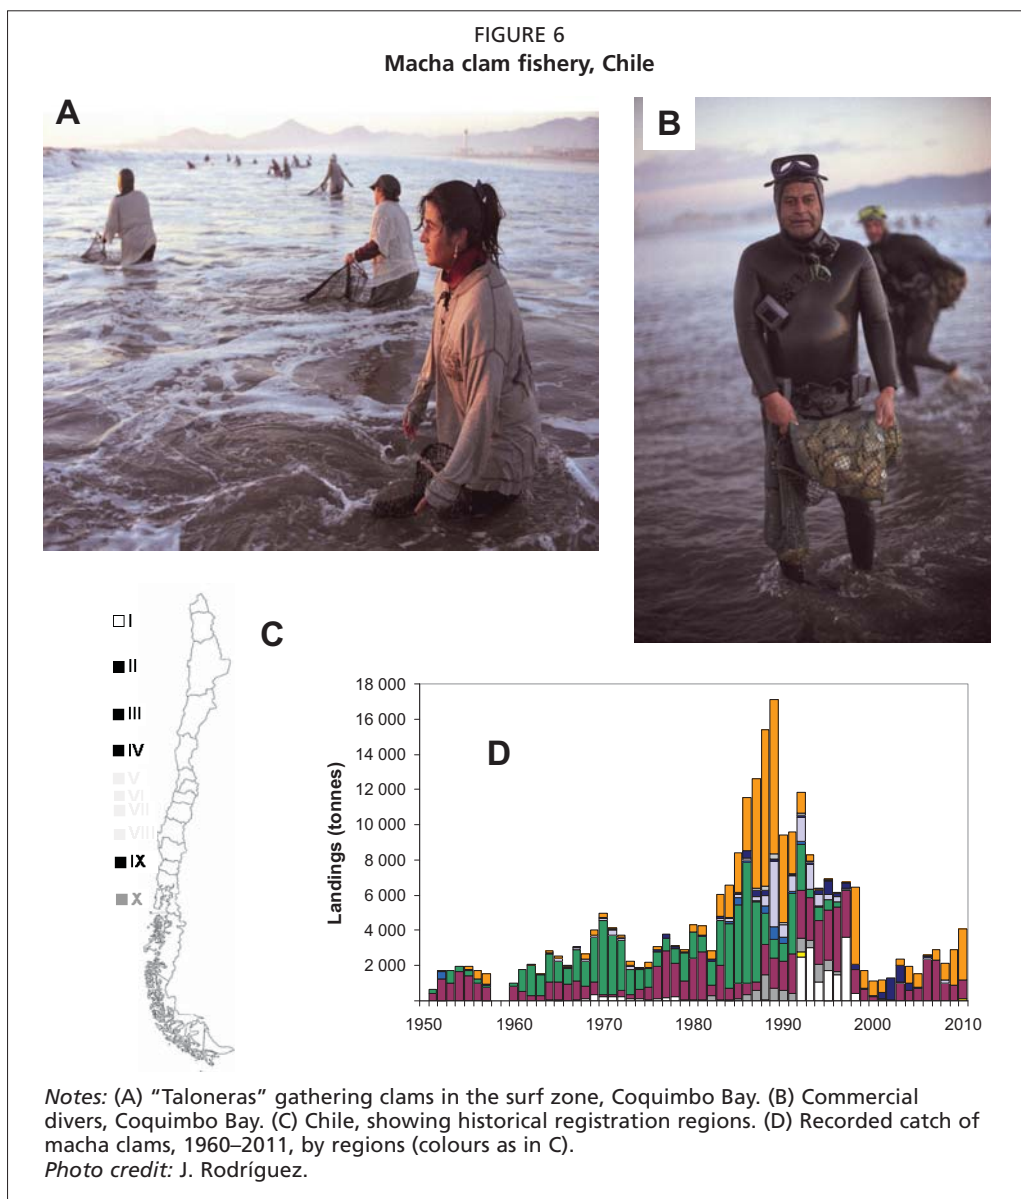 FIGURE 6
Macha clam fishery, Chile
A
B
I
II
III
IV
V
VI
VII
VIII
IX
X
C
D
Landings (tonnes)
18 000
16 000
14 000
12 000
10 000
8 000
6 000
4 000
2 000
1950 1960 1970 1980 1990 2000 2010
Notes: (A) “Taloneras” gathering clams in the surf zone, Coquimbo Bay. (B) Commercial
divers, Coquimbo Bay. (C) Chile, showing historical registration regions. (D) Recorded catch of
macha clams, 1960–2011, by regions (colours as in C).
Photo credit: J. Rodríguez.